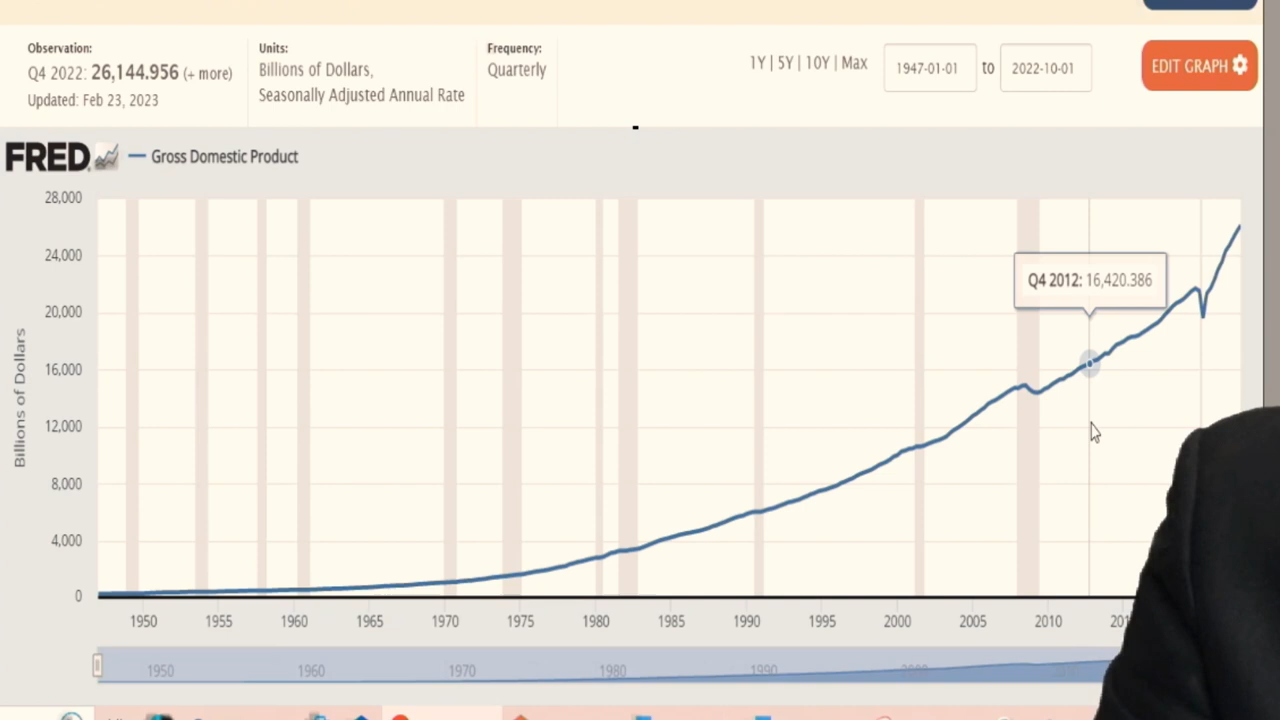 Observation:
Q4 2022: 26,144.956 (+ more)
Updated: Feb 23, 2023
Units:
Billions of Dollars,
Seasonally Adjusted Annual Rate
Frequency:
Quarterly
1Y | 5Y | 10Y | Max
1947-01-01 to 2022-10-01
EDIT GRAPH
FRED
Gross Domestic Product
28,000
24,000
20,000
16,000
12,000
8,000
4,000
0
Billions of Dollars
Q4 2012: 16,420.386
1950 1955 1960 1965 1970 1975 1980 1985 1990 1995 2000 2005 2010
1950 1960 1970 1980 1990 2000